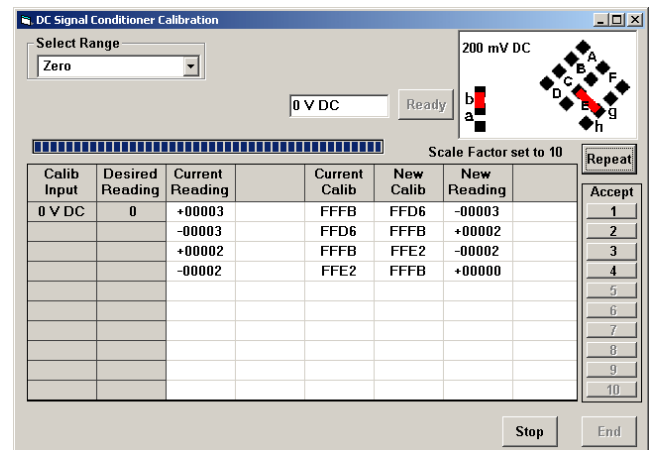 DC Signal Conditioner Calibration
Select Range
Zero
200 mV DC
A
B
F
C
D
E
g
h
b
a
0 V DC
Ready
Scale Factor set to 10
Repeat
Calib Input Desired Reading Current Reading Current Calib New Calib New Reading
Accept
0 V DC 0 +00003 FFFB FFD6 -00003 1
-00003 FFD6 FFFB +00002 2
+00002 FFFB FFE2 -00002 3
-00002 FFE2 FFFB +00000 4
5
6
7
8
9
10
Stop
End